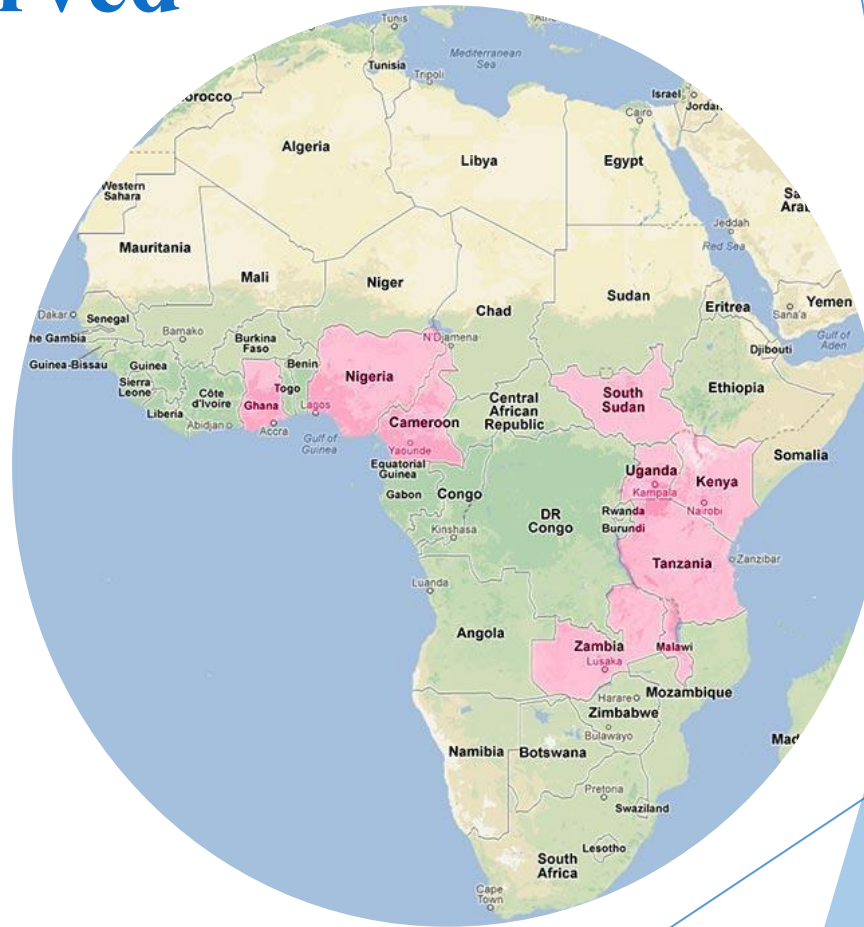 Tunis
Mediterranean
Sea
Tunisia
Tripoli
Israel
Jordan
Cairo
Algeria
Libya
Egypt
Western
Sahara
Jeddah
Red Sea
Mauritania
Mali
Niger
Chad
Sudan
Eritrea
Yemen
Sana'a
Gulf of
Aden
Djibouti
Dakar
Senegal
Bamako
Burkina
Faso
N'Djamena
he Gambia
Guinea-Bissau
Guinea
Sierra
Leone
Liberia
Côte
d'Ivoire
Abidjan
Ghana
Accra
Togo
Benin
Lagos
Nigeria
Gulf of
Guinea
Cameroon
Yaounde
Central
African
Republic
South
Sudan
Ethiopia
Somalia
Equatorial
Guinea
Gabon
Congo
Uganda
Kampala
Kenya
Nairobi
Rwanda
Burundi
DR
Congo
Kinshasa
Tanzania
Zanzibar
Luanda
Angola
Zambia
Lusaka
Malawi
Mozambique
Harare
Zimbabwe
Bulawayo
Namibia
Botswana
Mad
Pretoria
Swaziland
Lesotho
South
Africa
Cape
Town